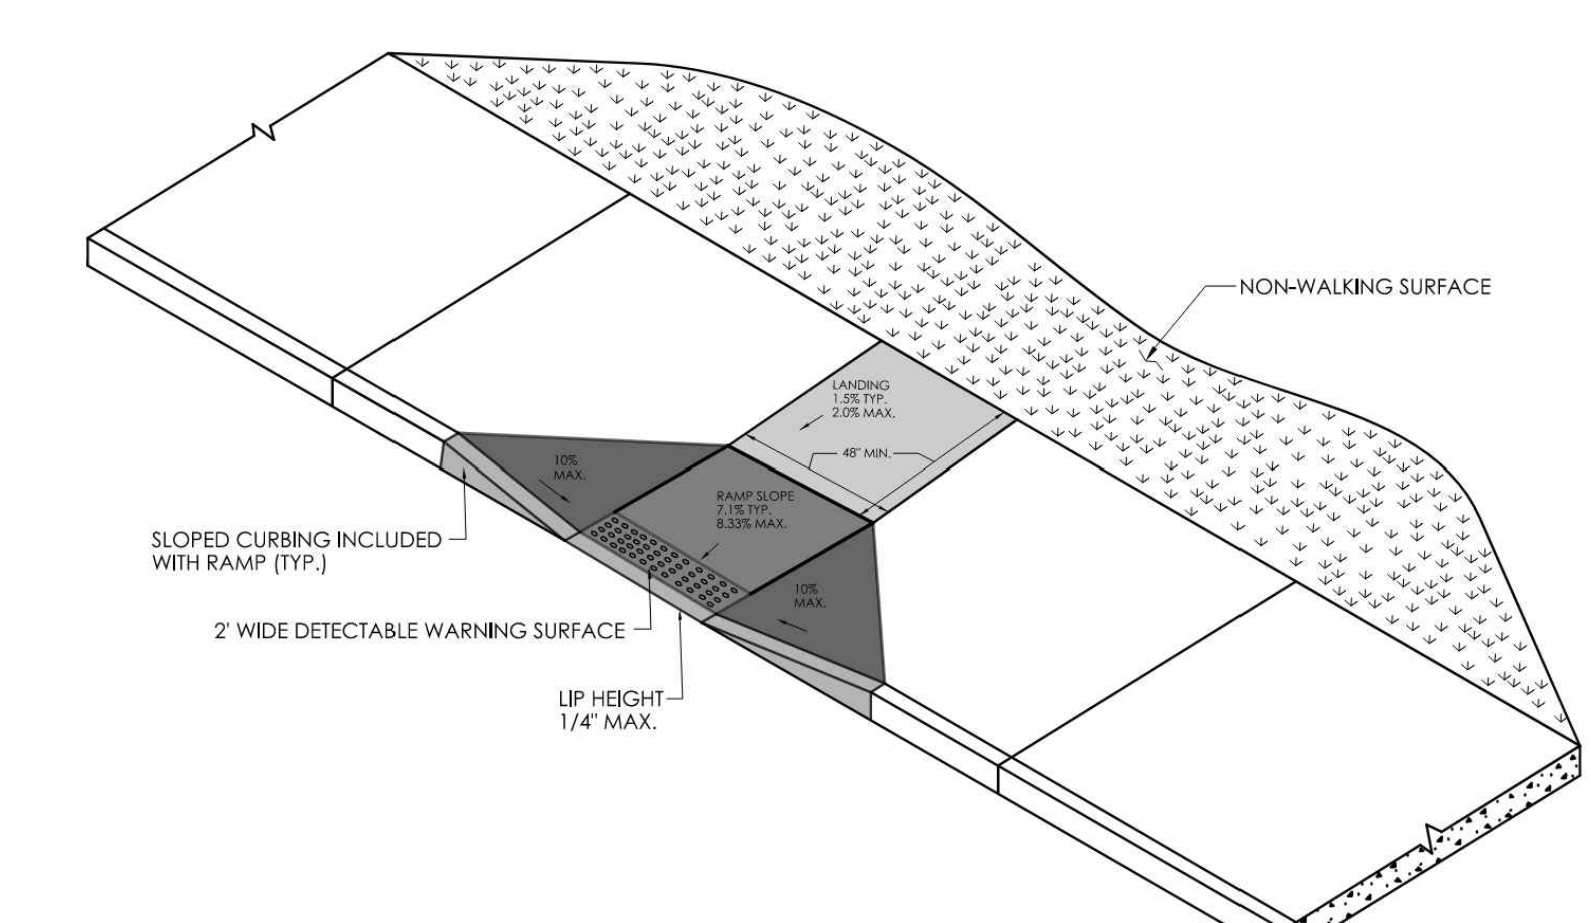 NON-WALKING SURFACE
LANDING
1.5% TYP.
2.0% MAX.
48" MIN.
10%
MAX.
RAMP SLOPE
7.1% TYP.
8.33% MAX.
SLOPED CURBING INCLUDED
WITH RAMP (TYP.)
10%
MAX.
2' WIDE DETECTABLE WARNING SURFACE
LIP HEIGHT
1/4" MAX.